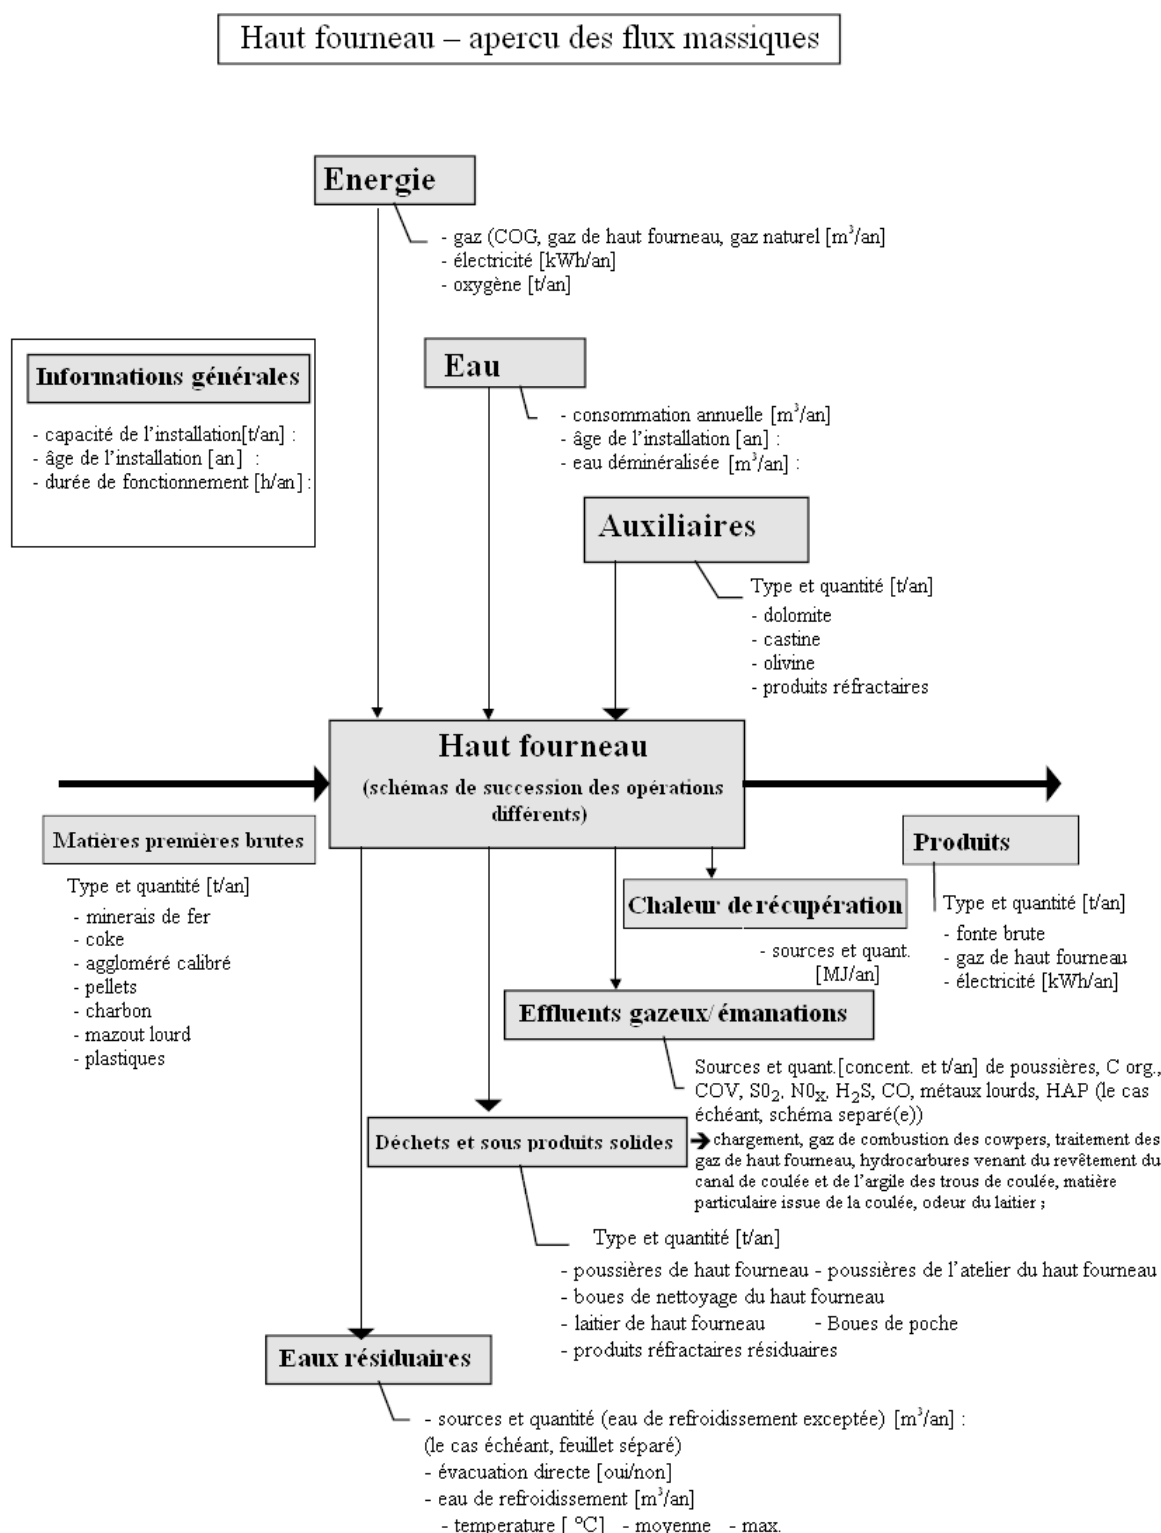 Haut fourneau – apercu des flux massiques
Energie
- gaz (COG, gaz de haut fourneau, gaz naturel [m³/an]
- électricité [kWh/an]
- oxygène [t/an]
Informations générales
- capacité de l'installation[t/an] :
- âge de l'installation [an] :
- durée de fonctionnement [h/an] :
Eau
- consommation annuelle [m³/an]
- âge de l'installation [an] :
- eau déminéralisée [m³/an] :
Auxiliaires
Type et quantité [t/an]
- dolomite
- castine
- olivine
- produits réfractaires
Haut fourneau
(schémas de succession des opérations
différents)
Matières premières brutes
Type et quantité [t/an]
- minerais de fer
- coke
- aggloméré calibré
- pellets
- charbon
- mazout lourd
- plastiques
Produits
Type et quantité [t/an]
- fonte brute
- gaz de haut fourneau
- électricité [kWh/an]
Chaleur de récupération
- sources et quant.
[MJ/an]
Effluents gazeux/émanations
Sources et quant.[concent. et t/an] de poussières, C org.,
COV, S0₂, N0ₓ, H₂S, CO, métaux lourds, HAP (le cas
échéant, schéma separé(e))
➔ chargement, gaz de combustion des cowpers, traitement des
gaz de haut fourneau, hydrocarbures venant du revêtement du
canal de coulée et de l'argile des trous de coulée, matière
particulaire issue de la coulée, odeur du laitier ;
Déchets et sous produits solides
Type et quantité [t/an]
- poussières de haut fourneau - poussières de l'atelier du haut fourneau
- boues de nettoyage du haut fourneau
- laitier de haut fourneau - Boues de poche
- produits réfractaires résiduaires
Eaux résiduaires
- sources et quantité (eau de refroidissement exceptée) [m³/an] :
(le cas échéant, feuillet séparé)
- évacuation directe [oui/non]
- eau de refroidissement [m³/an]
- temperature [ °C] - moyenne - max.